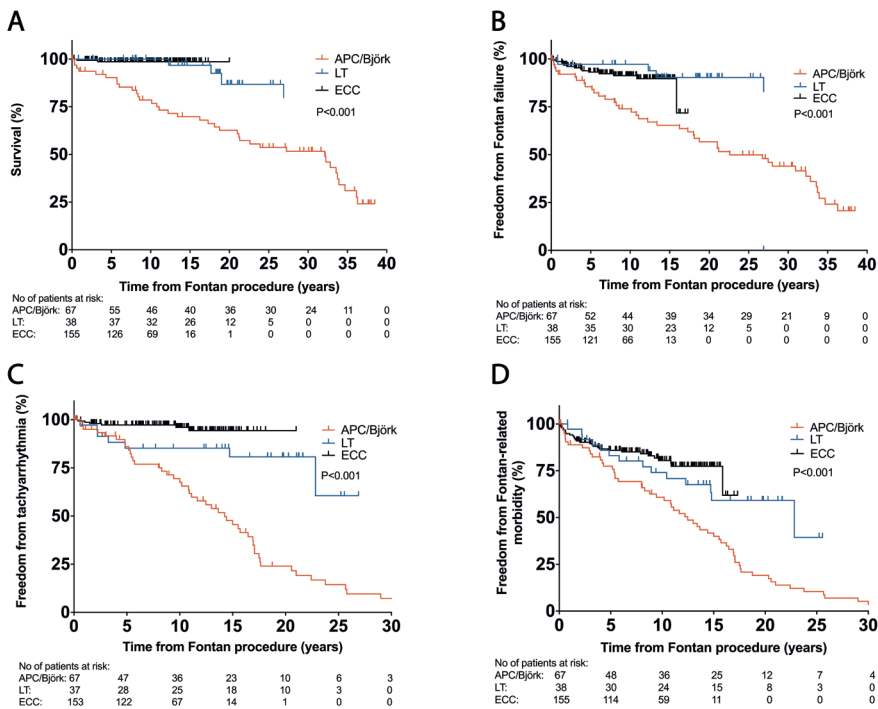 A
Survival (%)
100
75
50
25
0
0 5 10 15 20 25 30 35 40
APC/Björk
LT
ECC
P<0.001
Time from Fontan procedure (years)
No of patients at risk:
APC/Björk: 67 55 46 40 36 30 24 11 0
LT: 38 37 32 26 12 5 0 0 0
ECC: 155 126 69 16 1 0 0 0 0
B
Freedom from Fontan failure (%)
100
75
50
25
0
0 5 10 15 20 25 30 35 40
APC/Björk
LT
ECC
P<0.001
Time from Fontan procedure (years)
No of patients at risk:
APC/Björk: 67 52 44 39 34 29 21 9 0
LT: 38 35 30 23 12 5 0 0 0
ECC: 155 121 66 13 0 0 0 0 0
C
Freedom from tachyarrhythmia (%)
100
75
50
25
0
0 5 10 15 20 25 30
APC/Björk
LT
ECC
P<0.001
Time from Fontan procedure (years)
No of patients at risk:
APC/Björk: 67 47 36 23 10 6 3
LT: 37 28 25 18 10 3 0
ECC: 153 122 67 14 1 0 0
D
Freedom from Fontan-related
morbidity (%)
100
75
50
25
0
0 5 10 15 20 25 30
APC/Björk
LT
ECC
P<0.001
Time from Fontan procedure (years)
No of patients at risk:
APC/Björk: 67 48 36 25 12 7 4
LT: 38 30 24 15 8 3 0
ECC: 155 114 59 11 0 0 0